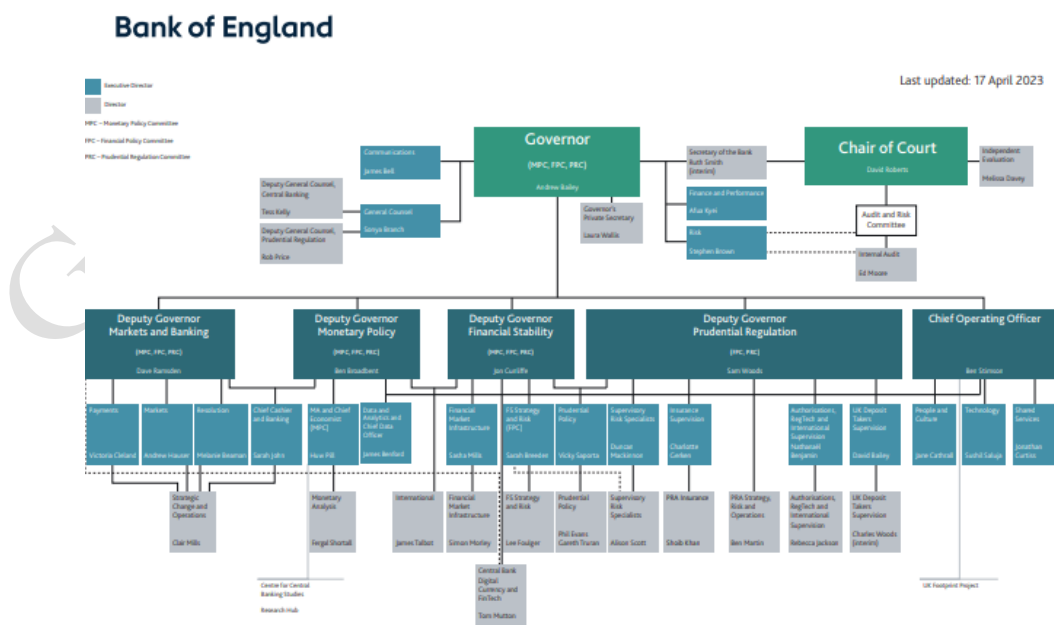 Bank of England
Last updated: 17 April 2023
Executive Director
Director
MPC – Monetary Policy Committee
FPC – Financial Policy Committee
PRC – Prudential Regulation Committee
Governor
(MPC, FPC, PRC)
Andrew Bailey
Chair of Court
David Roberts
Communications
James Bell
Deputy General Counsel,
Central Banking
Tess Kelly
General Counsel
Sonya Branch
Deputy General Counsel,
Prudential Regulation
Rob Price
Governor's
Private Secretary
Laura Wallis
Secretary of the Bank
Ruth Smith
(interim)
Finance and Performance
Afua Kyei
Risk
Stephen Brown
Independent
Evaluation
Melissa Davey
Audit and Risk
Committee
Internal Audit
Ed Moore
Deputy Governor
Markets and Banking
(MPC, FPC, PRC)
Dave Ramsden
Deputy Governor
Monetary Policy
(MPC, FPC, PRC)
Ben Broadbent
Deputy Governor
Financial Stability
(MPC, FPC, PRC)
Jon Cunliffe
Deputy Governor
Prudential Regulation
(FPC, PRC)
Sam Woods
Chief Operating Officer
Ben Stimson
Payments
Victoria Cleland
Markets
Andrew Hauser
Resolution
Melanie Beaman
Chief Cashier
and Banking
Sarah John
MA and Chief
Economist
(MPC)
Huw Pill
Data and
Analytics and
Chief Data
Officer
James Benford
Financial
Market
Infrastructure
Sasha Mills
FS Strategy
and Risk
(FPC)
Sarah Breeden
Prudential
Policy
Vicky Saporta
Supervisory
Risk Specialists
Duncan
Mackinnon
Insurance
Supervision
Charlotte
Gerken
Authorisations,
RegTech and
International
Supervision
Nathanaël
Benjamin
UK Deposit
Takers
Supervision
David Bailey
People and
Culture
Jane Cathrall
Technology
Sushil Saluja
Shared
Services
Jonathan
Curtiss
Strategic
Change and
Operations
Clair Mills
Monetary
Analysis
Fergal Shortall
International
James Talbot
Financial
Market
Infrastructure
Simon Morley
FS Strategy
and Risk
Lee Foulger
Prudential
Policy
Phil Evans
Gareth Truran
Supervisory
Risk
Specialists
Alison Scott
PRA Insurance
Shoib Khan
PRA Strategy,
Risk and
Operations
Ben Martin
Authorisations,
RegTech and
International
Supervision
Rebecca Jackson
UK Deposit
Takers
Supervision
Charles Woods
(interim)
Centre for Central
Banking Studies
Research Hub
Central Bank
Digital
Currency and
FinTech
Tom Mutton
UK Footprint Project